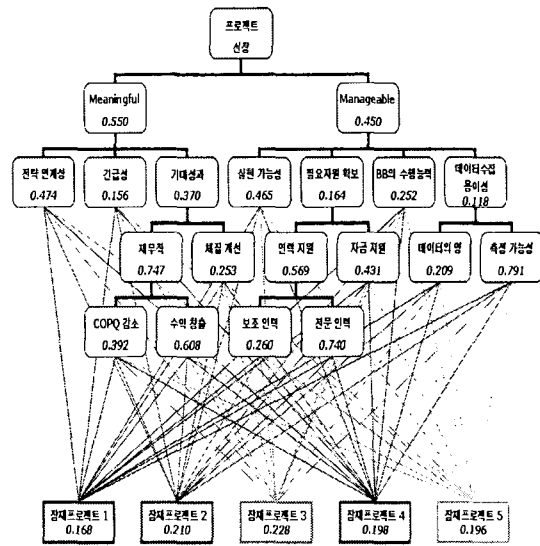 프로젝트
선정
Meaningful
0.550
Manageable
0.450
전략 연계성
0.474
긴급성
0.156
기대성과
0.370
실현 가능성
0.465
필요자원 확보
0.164
BB의 수행능력
0.252
데이터수집
용이성
0.118
재무적
0.747
체질 개선
0.253
인력 지원
0.569
자금 지원
0.431
데이터의 양
0.209
측정 가능성
0.791
COPQ 감소
0.392
수익 창출
0.608
보조 인력
0.260
전문 인력
0.740
잠재프로젝트 1
0.168
잠재프로젝트 2
0.210
잠재프로젝트 3
0.228
잠재프로젝트 4
0.198
잠재프로젝트 5
0.196